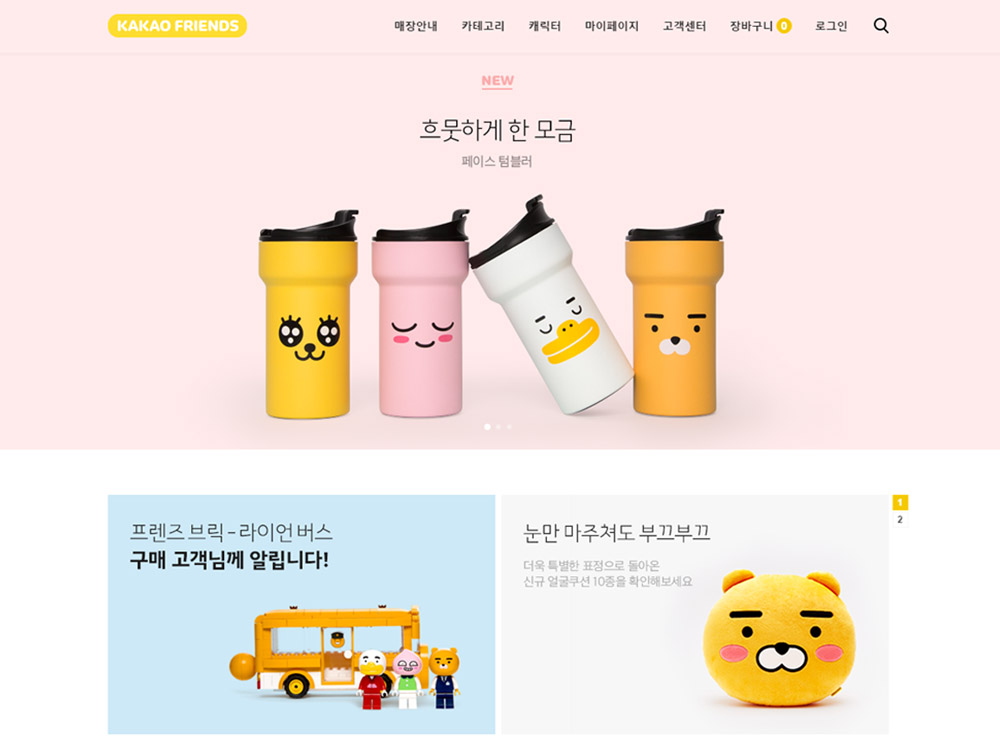 KAKAO FRIENDS
매장안내 카테고리 캐릭터 마이페이지 고객센터 장바구니 0 로그인
NEW
흐뭇하게 한 모금
페이스 텀블러
프렌즈 브릭 – 라이언 버스
구매 고객님께 알립니다!
눈만 마주쳐도 부끄부끄
더욱 특별한 표정으로 돌아온
신규 얼굴쿠션 10종을 확인해보세요
1
2